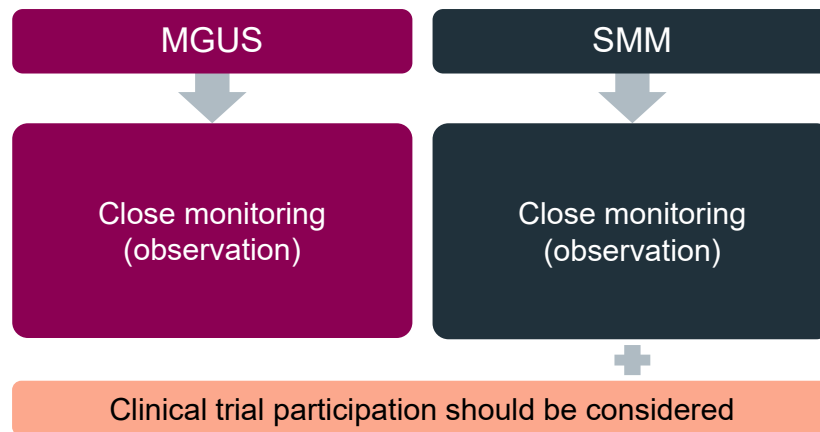 MGUS
SMM
Close monitoring
(observation)
Close monitoring
(observation)
Clinical trial participation should be considered